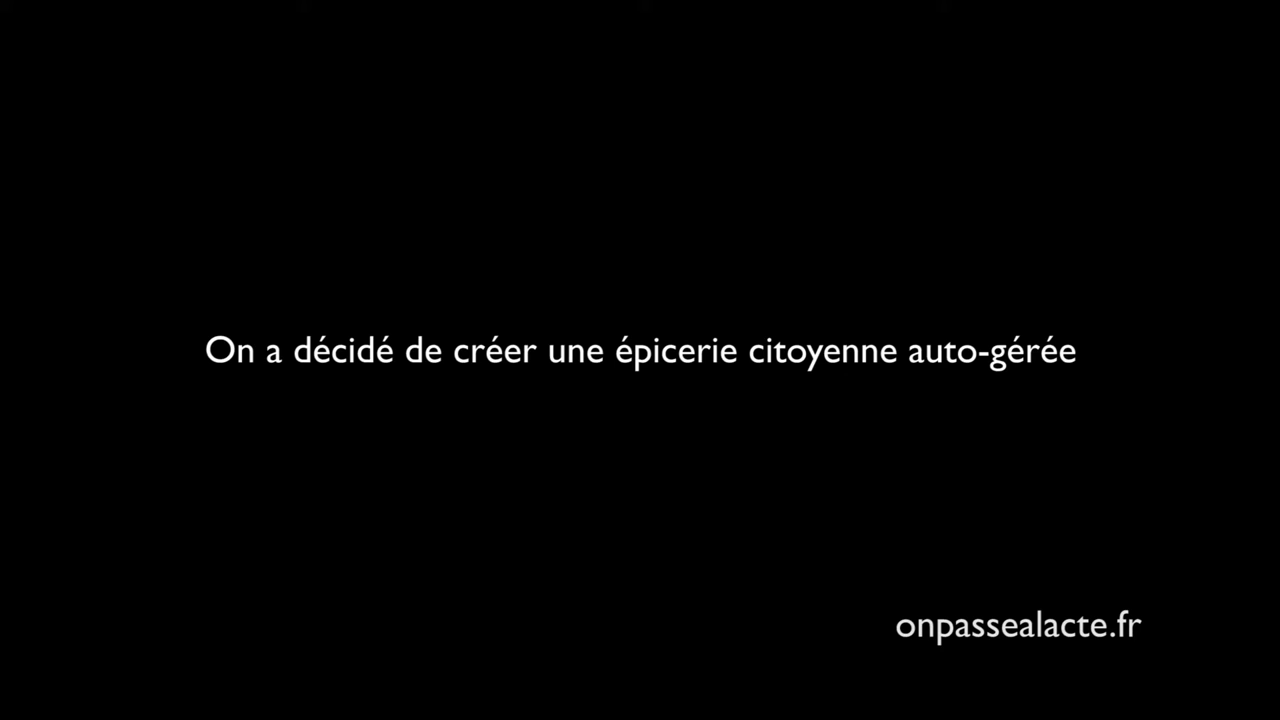 On a décidé de créer une épicerie citoyenne auto-gérée
onpassealacte.fr